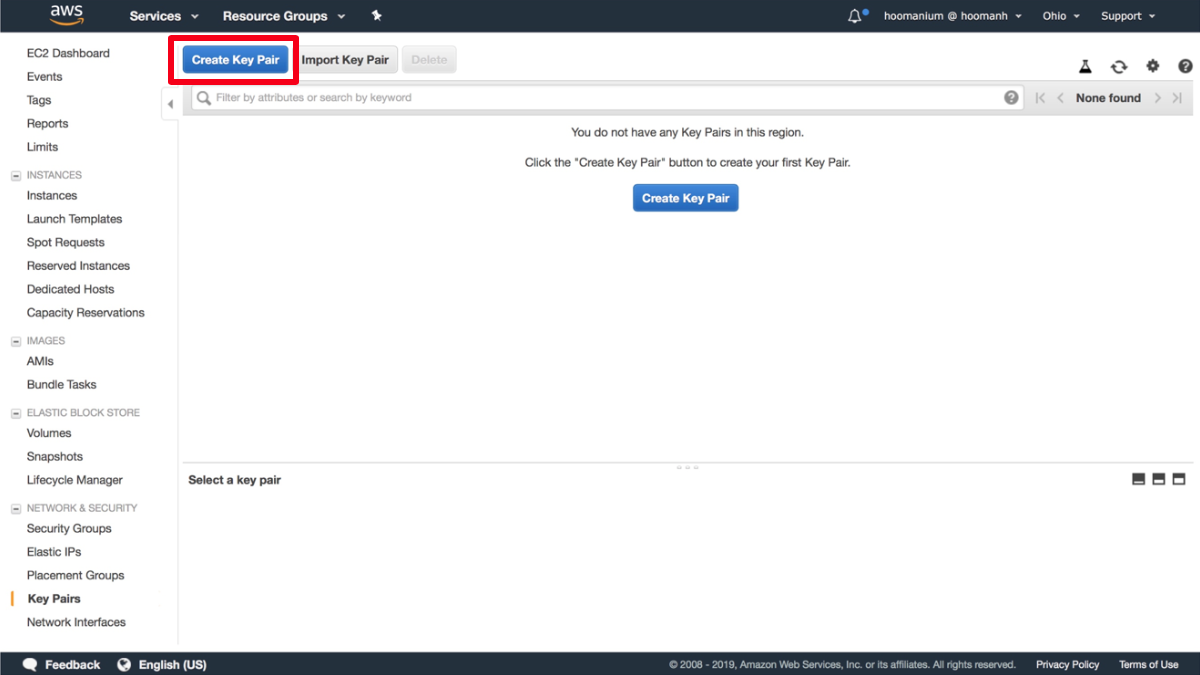 aws Services Resource Groups hoomanium @ hoomanh Ohio Support
EC2 Dashboard
Events
Tags
Reports
Limits
INSTANCES
Instances
Launch Templates
Spot Requests
Reserved Instances
Dedicated Hosts
Capacity Reservations
IMAGES
AMIs
Bundle Tasks
ELASTIC BLOCK STORE
Volumes
Snapshots
Lifecycle Manager
NETWORK & SECURITY
Security Groups
Elastic IPs
Placement Groups
Key Pairs
Network Interfaces
Create Key Pair Import Key Pair Delete
Filter by attributes or search by keyword None found
You do not have any Key Pairs in this region.
Click the "Create Key Pair" button to create your first Key Pair.
Create Key Pair
Select a key pair
Feedback English (US) © 2008 - 2019, Amazon Web Services, Inc. or its affiliates. All rights reserved. Privacy Policy Terms of Use